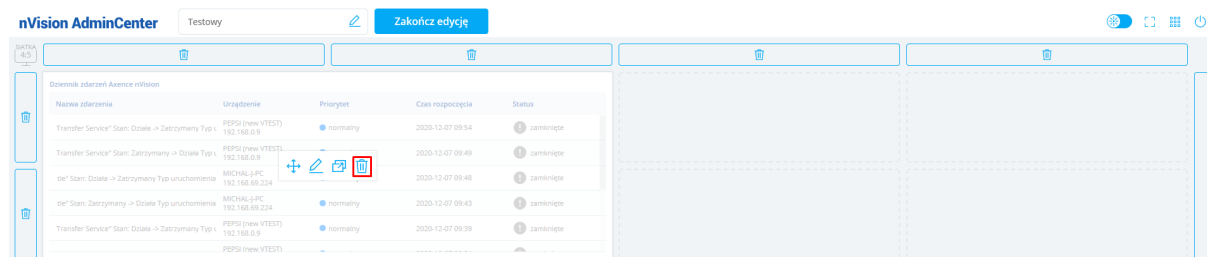 nVision AdminCenter
Testowy
Zakończ edycję
SIATKA
4:5
Dziennik zdarzeń Axence nVision
Nazwa zdarzenia Urządzenie Priorytet Czas rozpoczęcia Status
Transfer Service" Stan: Działa -> Zatrzymany Typ u PEPSI (new VTEST) 192.168.0.9 normalny 2020-12-07 09:54 zamknięte
Transfer Service" Stan: Zatrzymany -> Działa Typ u PEPSI (new VTEST) 192.168.0.9 2020-12-07 09:49 zamknięte
tie" Stan: Działa -> Zatrzymany Typ uruchomienia MICHAL-J-PC 192.168.69.224 2020-12-07 09:48 zamknięte
tie" Stan: Zatrzymany -> Działa Typ uruchomienia MICHAL-J-PC 192.168.69.224 normalny 2020-12-07 09:43 zamknięte
Transfer Service" Stan: Działa -> Zatrzymany Typ u PEPSI (new VTEST) 192.168.0.9 normalny 2020-12-07 09:39 zamknięte
PEPSI (new VTEST)